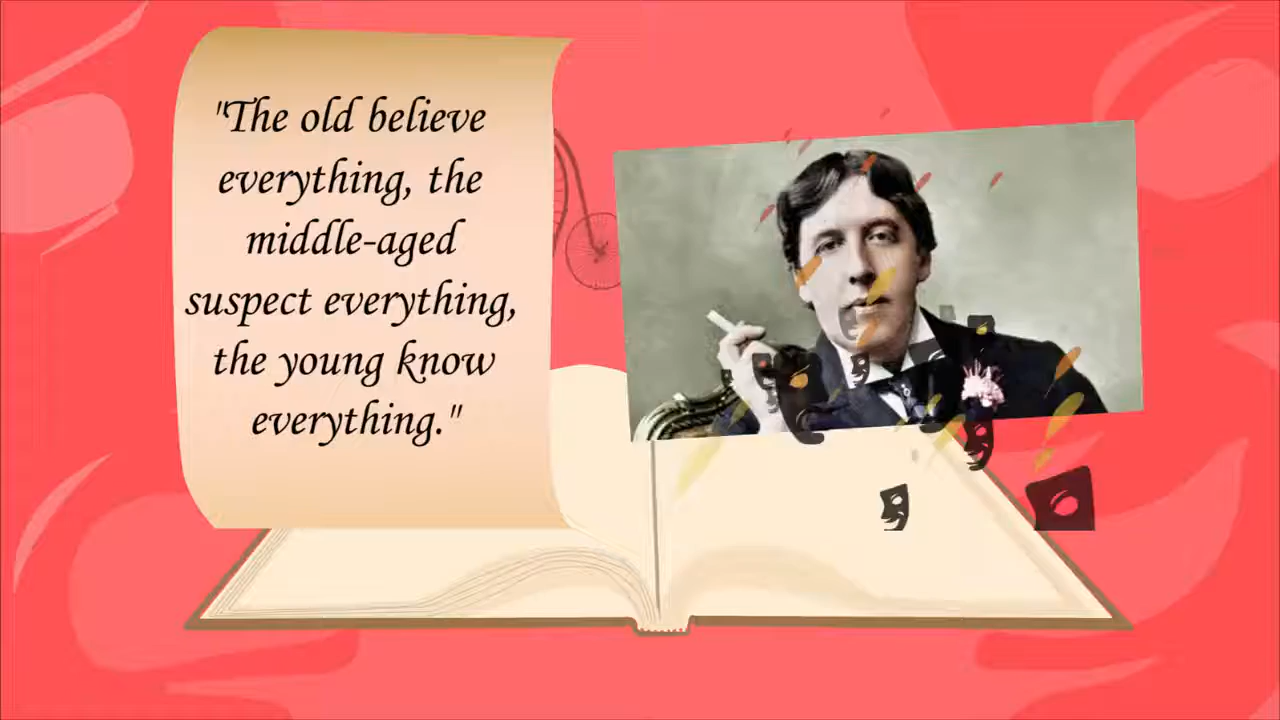 "The old believe
everything, the
middle-aged
suspect everything,
the young know
everything."